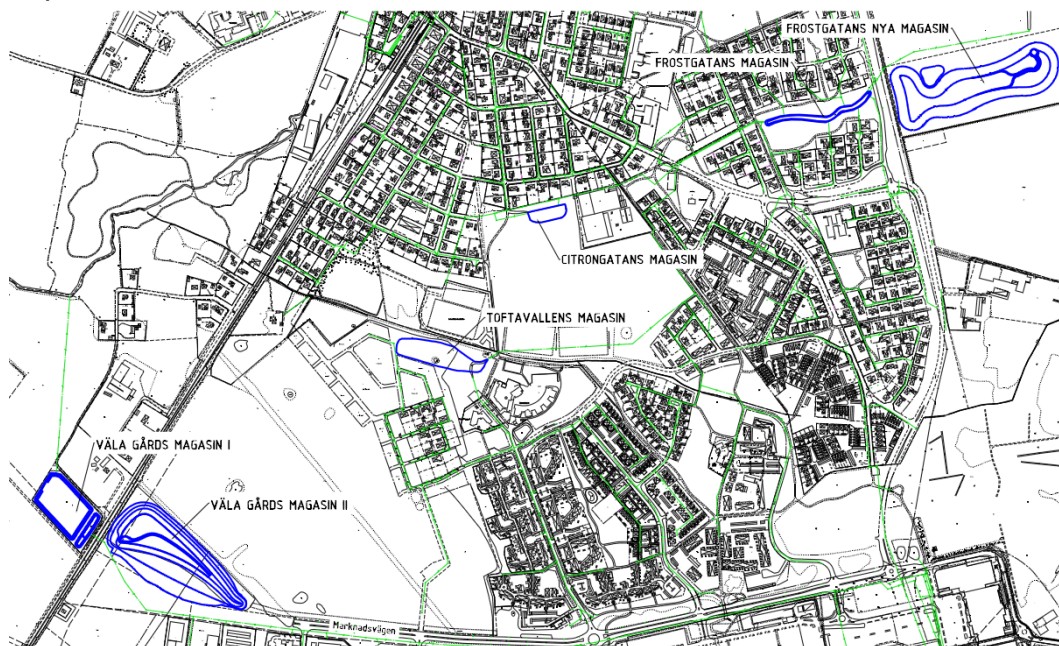 FROSTGATANS NYA MAGASIN
FROSTGATANS MAGASIN
CITRONGATANS MAGASIN
TOFTAVALLENS MAGASIN
VÄLA GÅRDS MAGASIN I
VÄLA GÅRDS MAGASIN II
Marknadsvägen